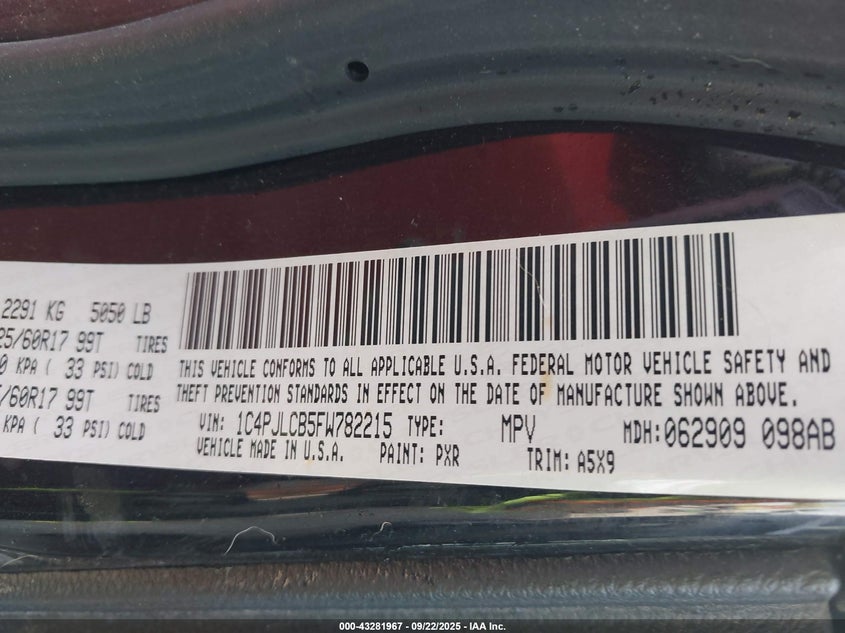 2291 KG 5050 LB
25/60R17 99T TIRES
0 KPA ( 33 PSI) COLD
/60R17 99T TIRES
KPA ( 33 PSI) COLD
THIS VEHICLE CONFORMS TO ALL APPLICABLE U.S.A. FEDERAL MOTOR VEHICLE SAFETY AND
THEFT PREVENTION STANDARDS IN EFFECT ON THE DATE OF MANUFACTURE SHOWN ABOVE.
VIN: 1C4PJLCB5FW782215 TYPE: MPV MDH:062909 098AB
VEHICLE MADE IN U.S.A. PAINT: PXR TRIM: A5X9
000-43281967 - 09/22/2025 - IAA Inc.